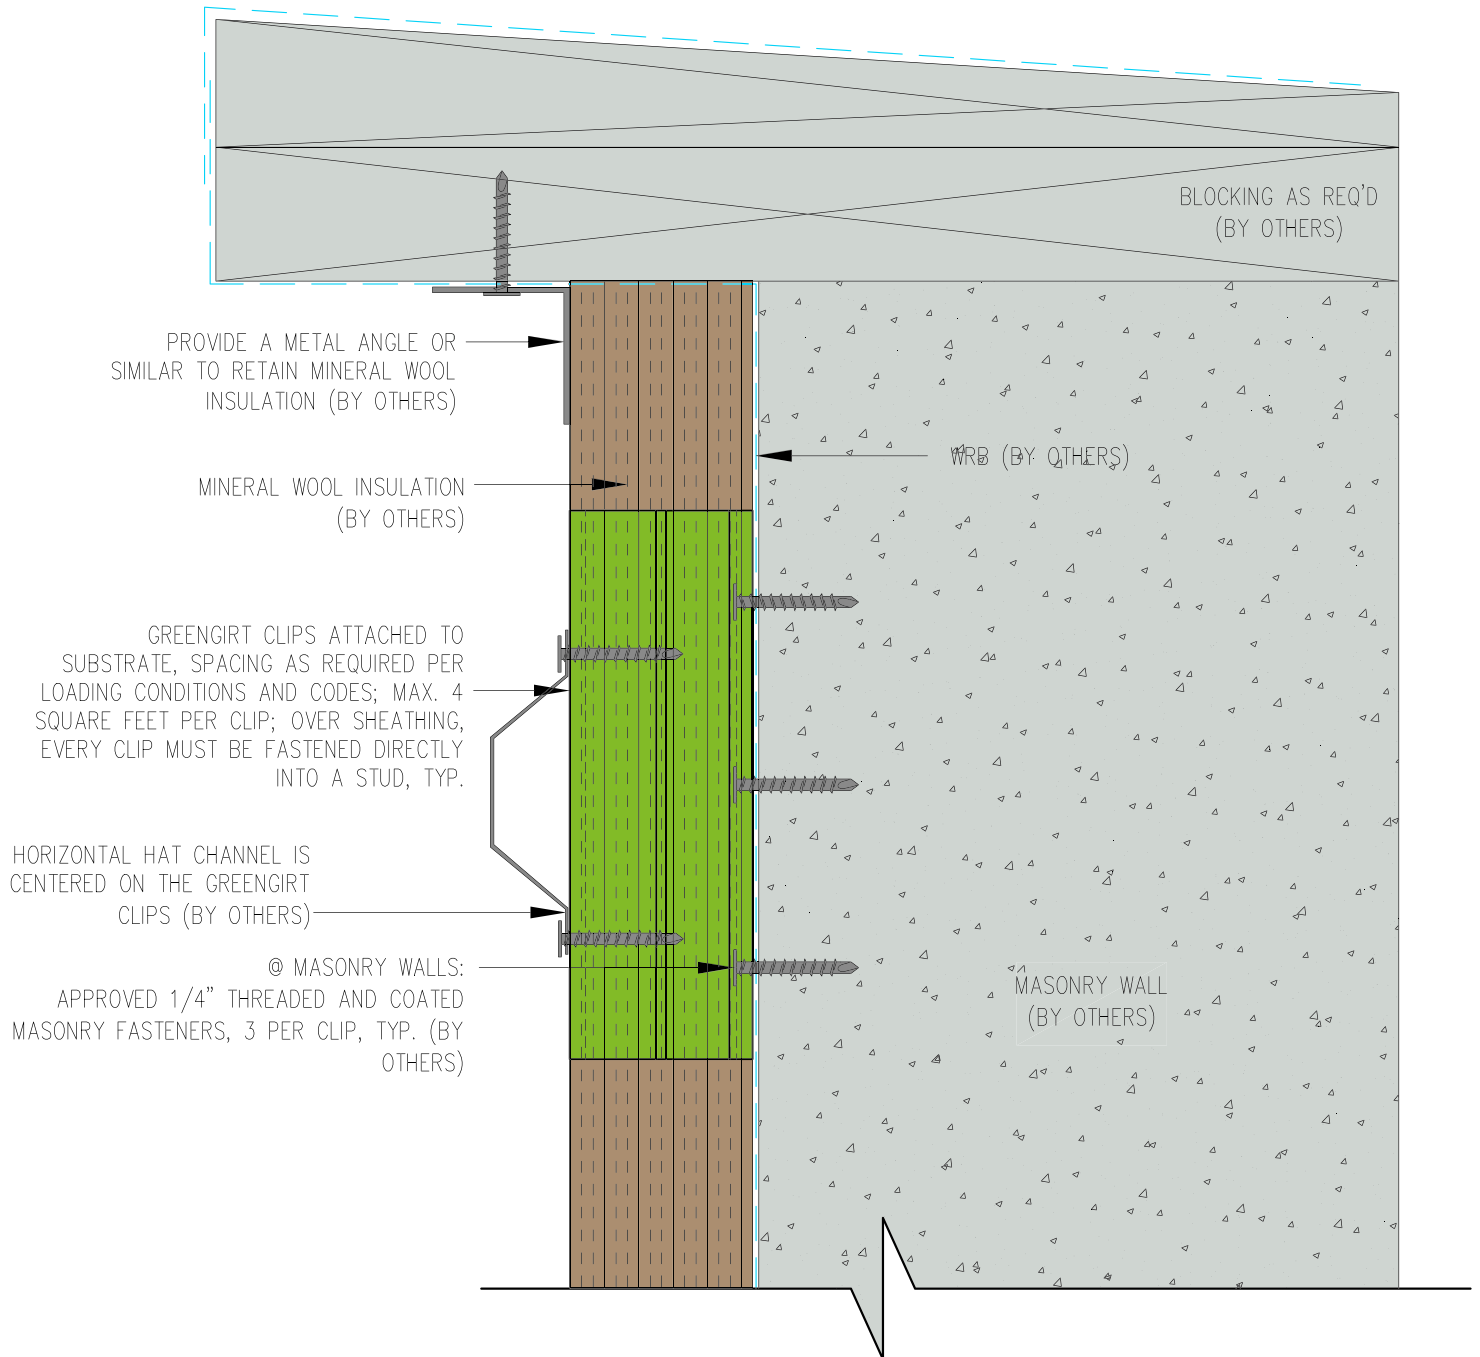 BLOCKING AS REQ'D
(BY OTHERS)
PROVIDE A METAL ANGLE OR
SIMILAR TO RETAIN MINERAL WOOL
INSULATION (BY OTHERS)
WRB (BY OTHERS)
MINERAL WOOL INSULATION
(BY OTHERS)
GREENGIRT CLIPS ATTACHED TO
SUBSTRATE, SPACING AS REQUIRED PER
LOADING CONDITIONS AND CODES; MAX. 4
SQUARE FEET PER CLIP; OVER SHEATHING,
EVERY CLIP MUST BE FASTENED DIRECTLY
INTO A STUD, TYP.
HORIZONTAL HAT CHANNEL IS
CENTERED ON THE GREENGIRT
CLIPS (BY OTHERS)
@ MASONRY WALLS:
APPROVED 1/4" THREADED AND COATED
MASONRY FASTENERS, 3 PER CLIP, TYP. (BY
OTHERS)
MASONRY WALL
(BY OTHERS)